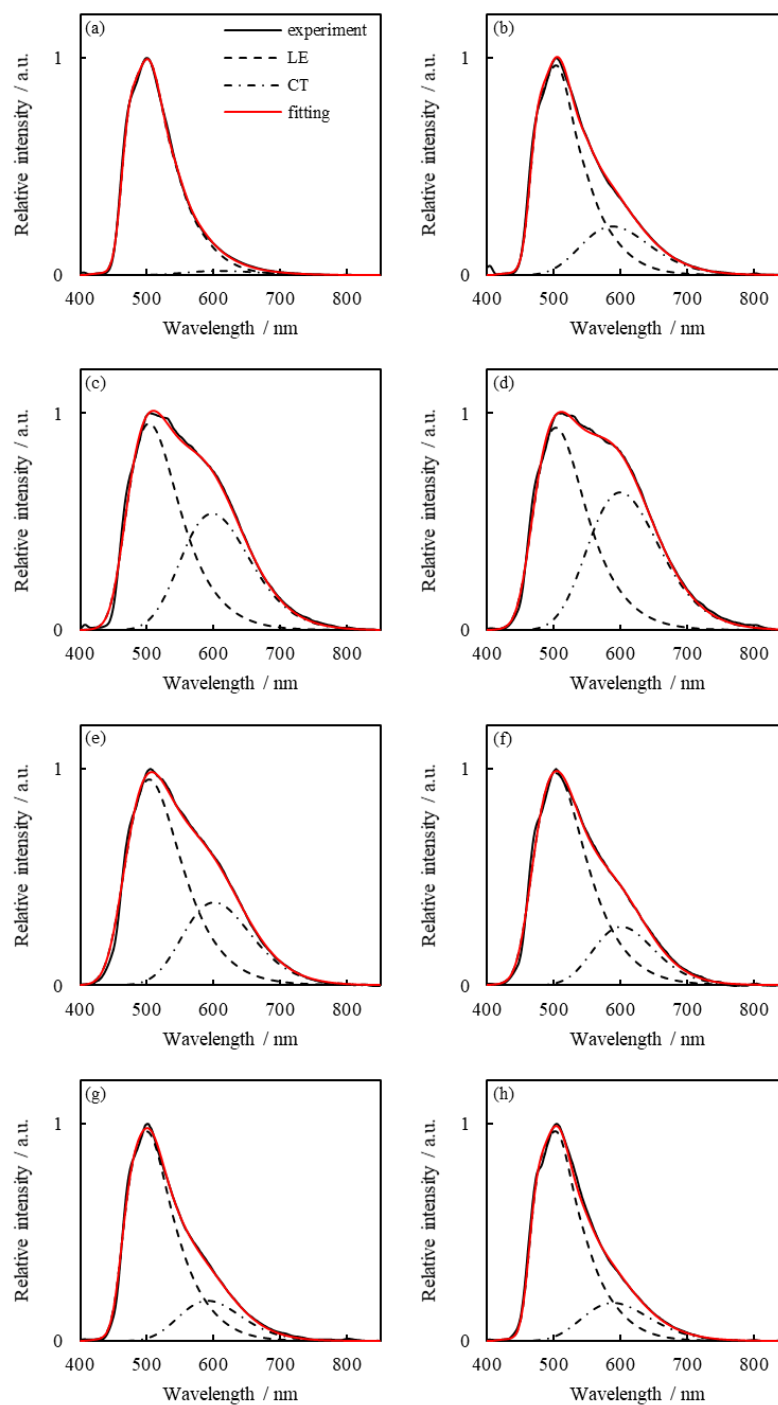 (a)
experiment
LE
CT
fitting
1
0
400 500 600 700 800
Wavelength / nm
Relative intensity / a.u.
(b)
1
0
400 500 600 700 800
Wavelength / nm
Relative intensity / a.u.
(c)
1
0
400 500 600 700 800
Wavelength / nm
Relative intensity / a.u.
(d)
1
0
400 500 600 700 800
Wavelength / nm
Relative intensity / a.u.
(e)
1
0
400 500 600 700 800
Wavelength / nm
Relative intensity / a.u.
(f)
1
0
400 500 600 700 800
Wavelength / nm
Relative intensity / a.u.
(g)
1
0
400 500 600 700 800
Wavelength / nm
Relative intensity / a.u.
(h)
1
0
400 500 600 700 800
Wavelength / nm
Relative intensity / a.u.